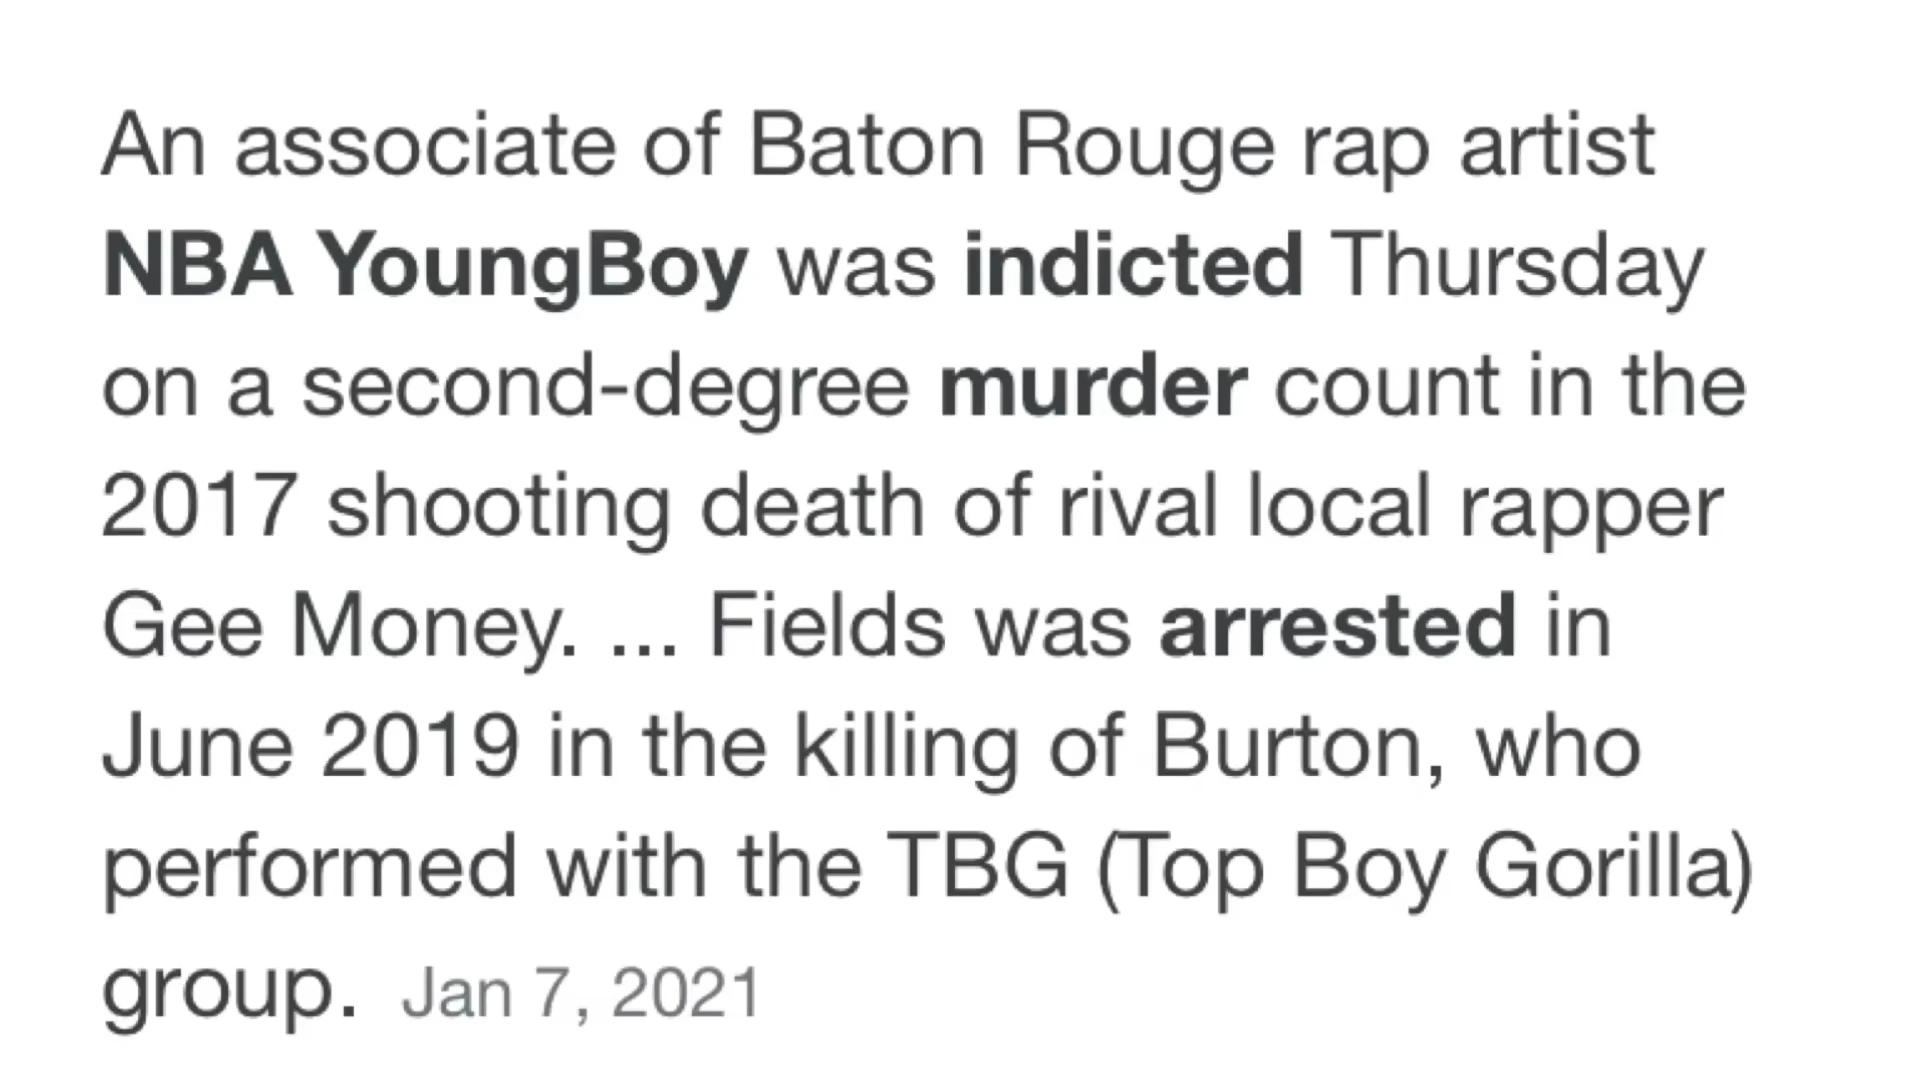 An associate of Baton Rouge rap artist
NBA YoungBoy was indicted Thursday
on a second-degree murder count in the
2017 shooting death of rival local rapper
Gee Money. ... Fields was arrested in
June 2019 in the killing of Burton, who
performed with the TBG (Top Boy Gorilla)
group. Jan 7, 2021